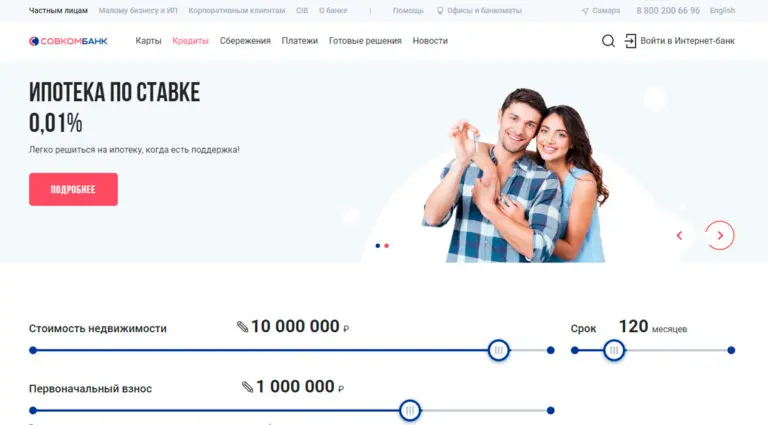 Частным лицам Малому бизнесу и ИП Корпоративным клиентам CIB О банке | Помощь Офисы и банкоматы Самара 8 800 200 66 96 English
СОВКОМБАНК Карты Кредиты Сбережения Платежи Готовые решения Новости Войти в Интернет-банк
ИПОТЕКА ПО СТАВКЕ
0,01%
Легко решиться на ипотеку, когда есть поддержка!
ПОДРОБНЕЕ
Стоимость недвижимости 10 000 000 ₽ Срок 120 месяцев
Первоначальный взнос 1 000 000 ₽